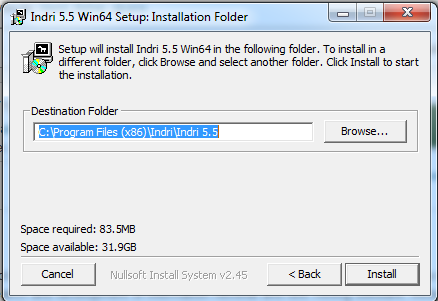 Indri 5.5 Win64 Setup: Installation Folder
Setup will install Indri 5.5 Win64 in the following folder. To install in a
different folder, click Browse and select another folder. Click Install to start
the installation.
Destination Folder
C:\Program Files (x86)\Indri\Indri 5.5
Browse...
Space required: 83.5MB
Space available: 31.9GB
Cancel
Nullsoft Install System v2.45
< Back
Install